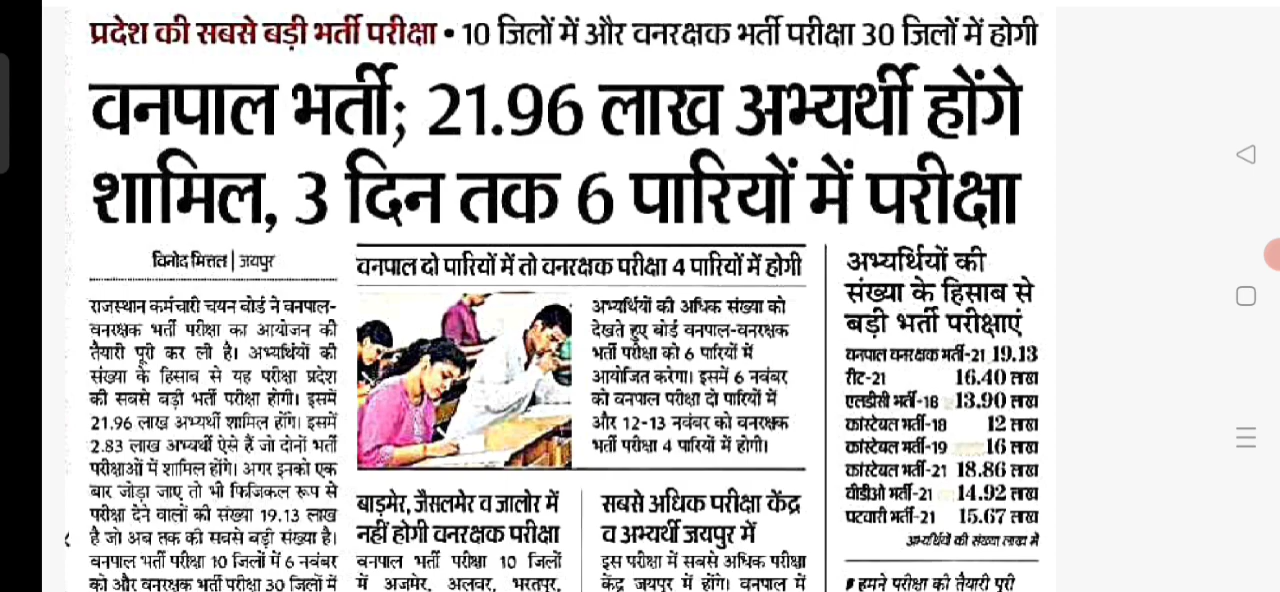 प्रदेश की सबसे बड़ी भर्ती परीक्षा • 10 जिलों में और वनरक्षक भर्ती परीक्षा 30 जिलों में होगी
वनपाल भर्ती; 21.96 लाख अभ्यर्थी होंगे
शामिल, 3 दिन तक 6 पारियों में परीक्षा
विनोद मित्तल | जयपुर
राजस्थान कर्मचारी चयन बोर्ड ने वनपाल-
वनरक्षक भर्ती परीक्षा का आयोजन की
तैयारी पूरी कर ली है। अभ्यर्थियों की
संख्या के हिसाब से यह परीक्षा प्रदेश
की सबसे बड़ी भर्ती परीक्षा होगी। इसमें
21.96 लाख अभ्यर्थी शामिल होंगे। इसमें
2.83 लाख अभ्यर्थी ऐसे हैं जो दोनों भर्ती
परीक्षाओं में शामिल होंगे। अगर इनको एक
बार जोड़ा जाए तो भी फिजिकल रूप से
परीक्षा देने वालों की संख्या 19.13 लाख
है जो अब तक की सबसे बड़ी संख्या है।
वनपाल भर्ती परीक्षा 10 जिलों में 6 नवंबर
को और वनरक्षक भर्ती परीक्षा 30 जिलों में
वनपाल दो पारियों में तो वनरक्षक परीक्षा 4 पारियों में होगी
अभ्यर्थियों की अधिक संख्या को
देखते हुए बोर्ड वनपाल-वनरक्षक
भर्ती परीक्षा को 6 पारियों में
आयोजित करेगा। इसमें 6 नवंबर
को वनपाल परीक्षा दो पारियों में
और 12-13 नवंबर को वनरक्षक
भर्ती परीक्षा 4 पारियों में होगी।
बाड़मेर, जैसलमेर व जालोर में
नहीं होगी वनरक्षक परीक्षा
वनपाल भर्ती परीक्षा 10 जिलों
में अजमेर, अलवर, भरतपुर,
सबसे अधिक परीक्षा केंद्र
व अभ्यर्थी जयपुर में
इस परीक्षा में सबसे अधिक परीक्षा
केंद्र जयपुर में होंगे। वनपाल में
अभ्यर्थियों की
संख्या के हिसाब से
बड़ी भर्ती परीक्षाएं
वनपाल वनरक्षक भर्ती-21 19.13
रीट-21 16.40 लाख
एलडीसी भर्ती-18 13.90 लाख
कांस्टेबल भर्ती-18 12 लाख
कांस्टेबल भर्ती-19 16 लाख
कांस्टेबल भर्ती-21 18.86 लाख
वीडीओ भर्ती-21 14.92 लाख
पटवारी भर्ती-21 15.67 लाख
अभ्यर्थियों की संख्या लाख में
हमने परीक्षा की तैयारी पूरी